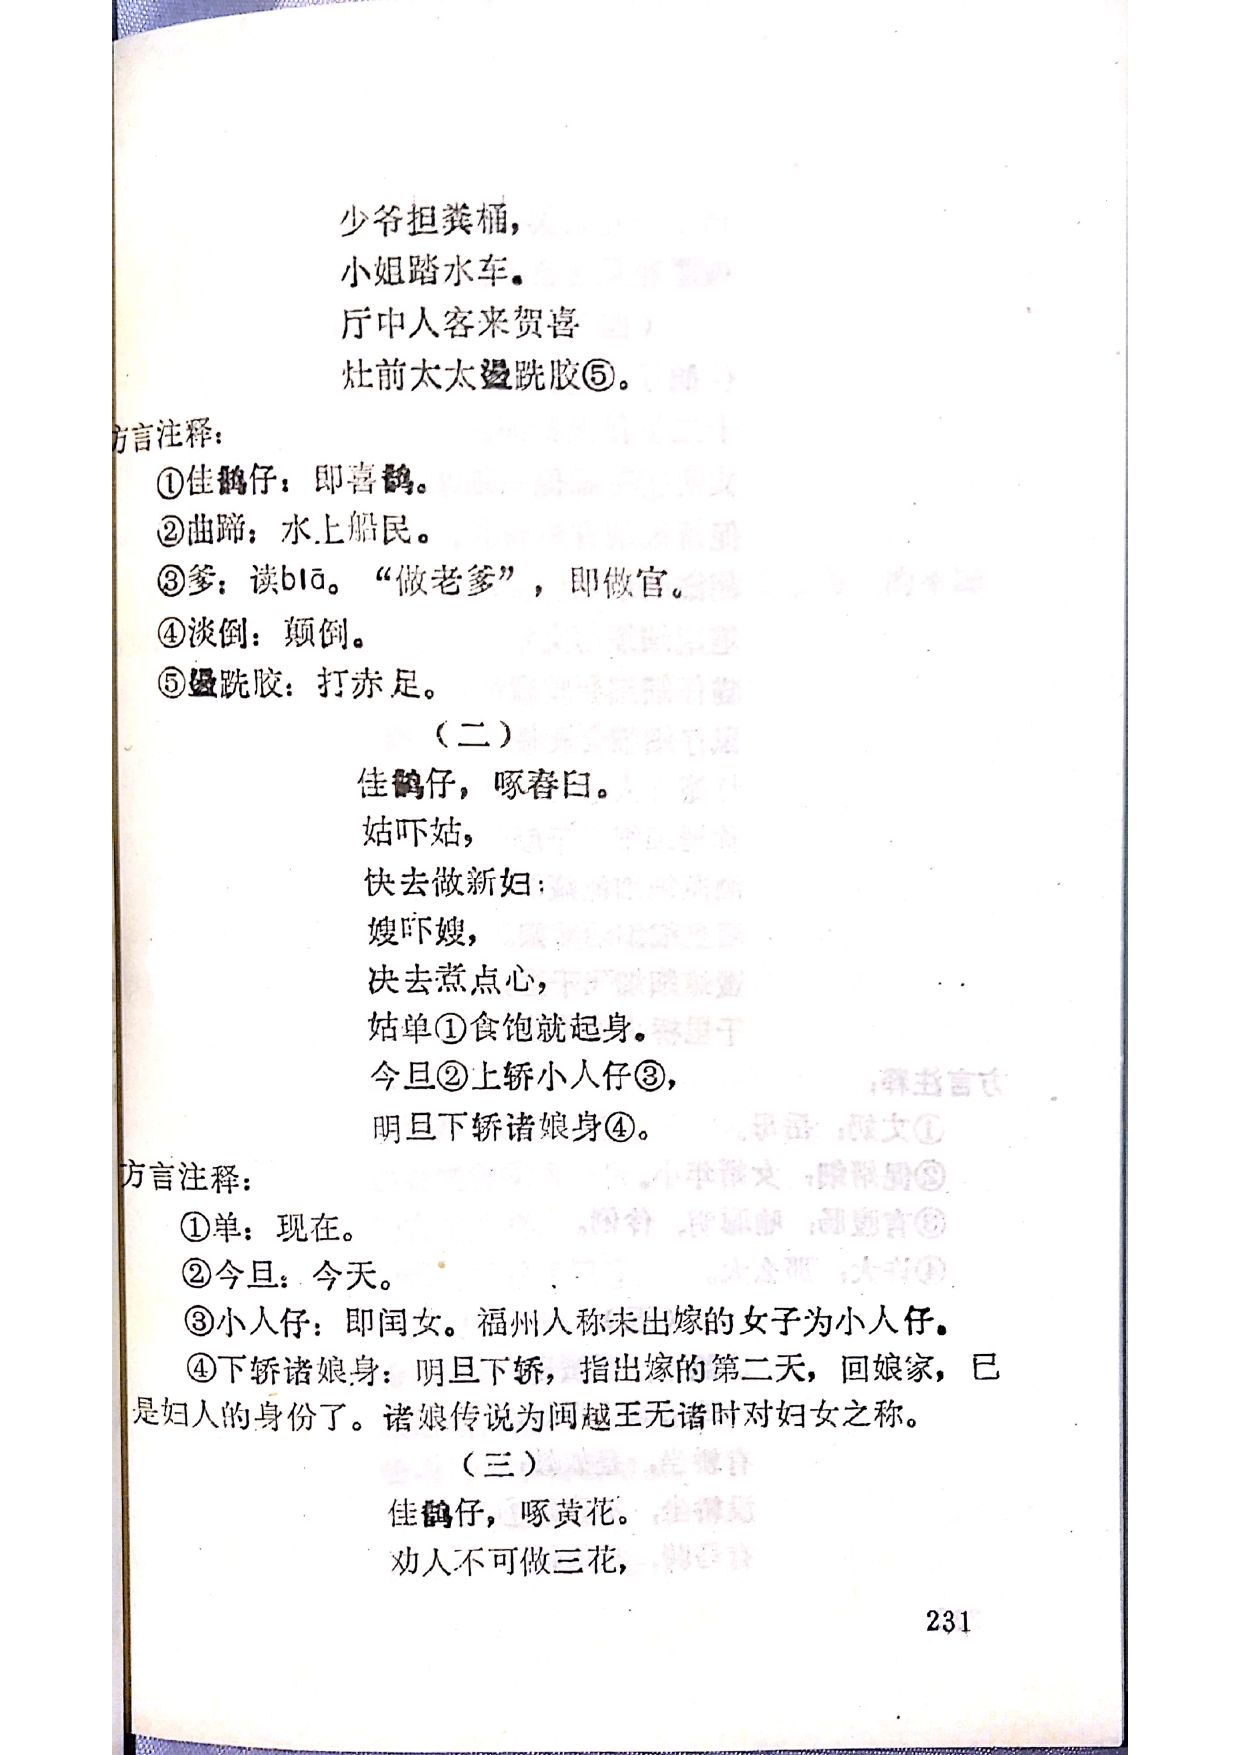 少爷担粪桶，
小姐踏水车。
厅中人客来贺喜
灶前太太跣胶⑤。
方言注释：
①佳鹊仔：即喜鹊。
②曲蹄：水上船民。
③爹：读biā。“做老爹”，即做官。
④淡倒：颠倒。
⑤跣胶：打赤足。
（二）
佳鹊仔，啄舂臼。
姑吓姑，
快去做新妇；
嫂吓嫂，
决去煮点心，
姑单①食饱就起身。
今旦②上轿小人仔③，
明旦下轿诸娘身④。
方言注释：
①单：现在。
②今旦：今天。
③小人仔：即闺女。福州人称未出嫁的女子为小人仔。
④下轿诸娘身：明旦下轿，指出嫁的第二天，回娘家，已
是妇人的身份了。诸娘传说为闽越王无诸时对妇女之称。
（三）
佳鹊仔，啄黄花。
劝人不可做三花，
231